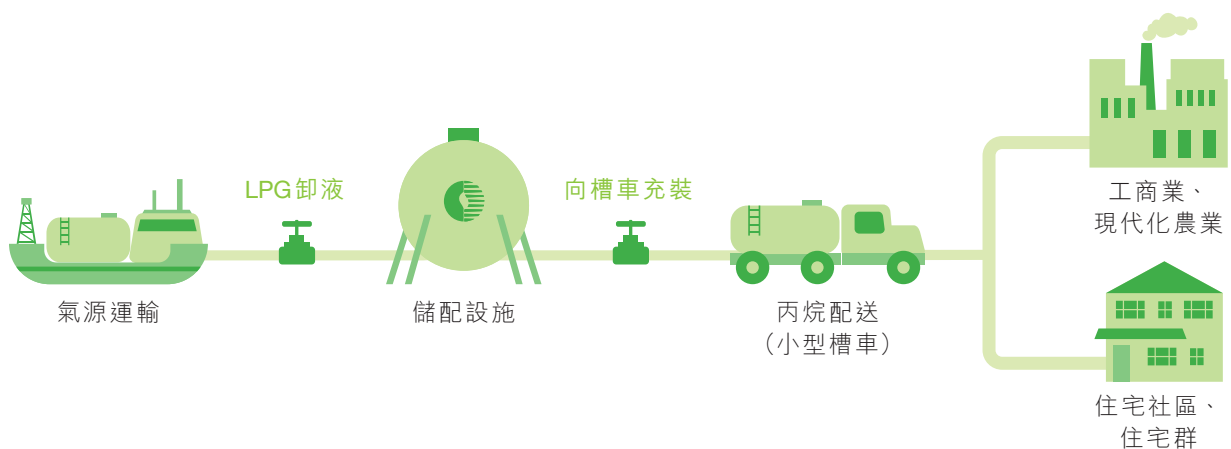 LPG卸液
向槽車充裝
氣源運輸
儲配設施
丙烷配送
（小型槽車）
工商業、
現代化農業
住宅社區、
住宅群